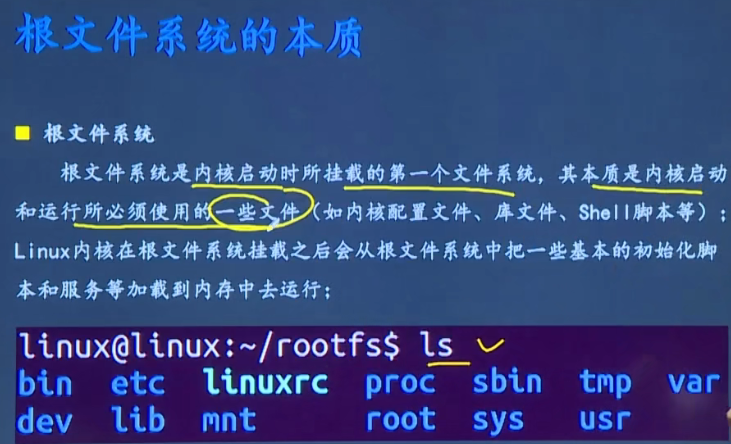 根文件系统的本质
根文件系统
根文件系统是内核启动时所挂载的第一个文件系统，其本质是内核启动
和运行所必须使用的一些文件（如内核配置文件、库文件、Shell脚本等）；
Linux内核在根文件系统挂载之后会从根文件系统中把一些基本的初始化脚
本和服务等加载到内存中去运行；
linux@linux:~/rootfs$ ls
bin etc linuxrc proc sbin tmp var
dev lib mnt root sys usr